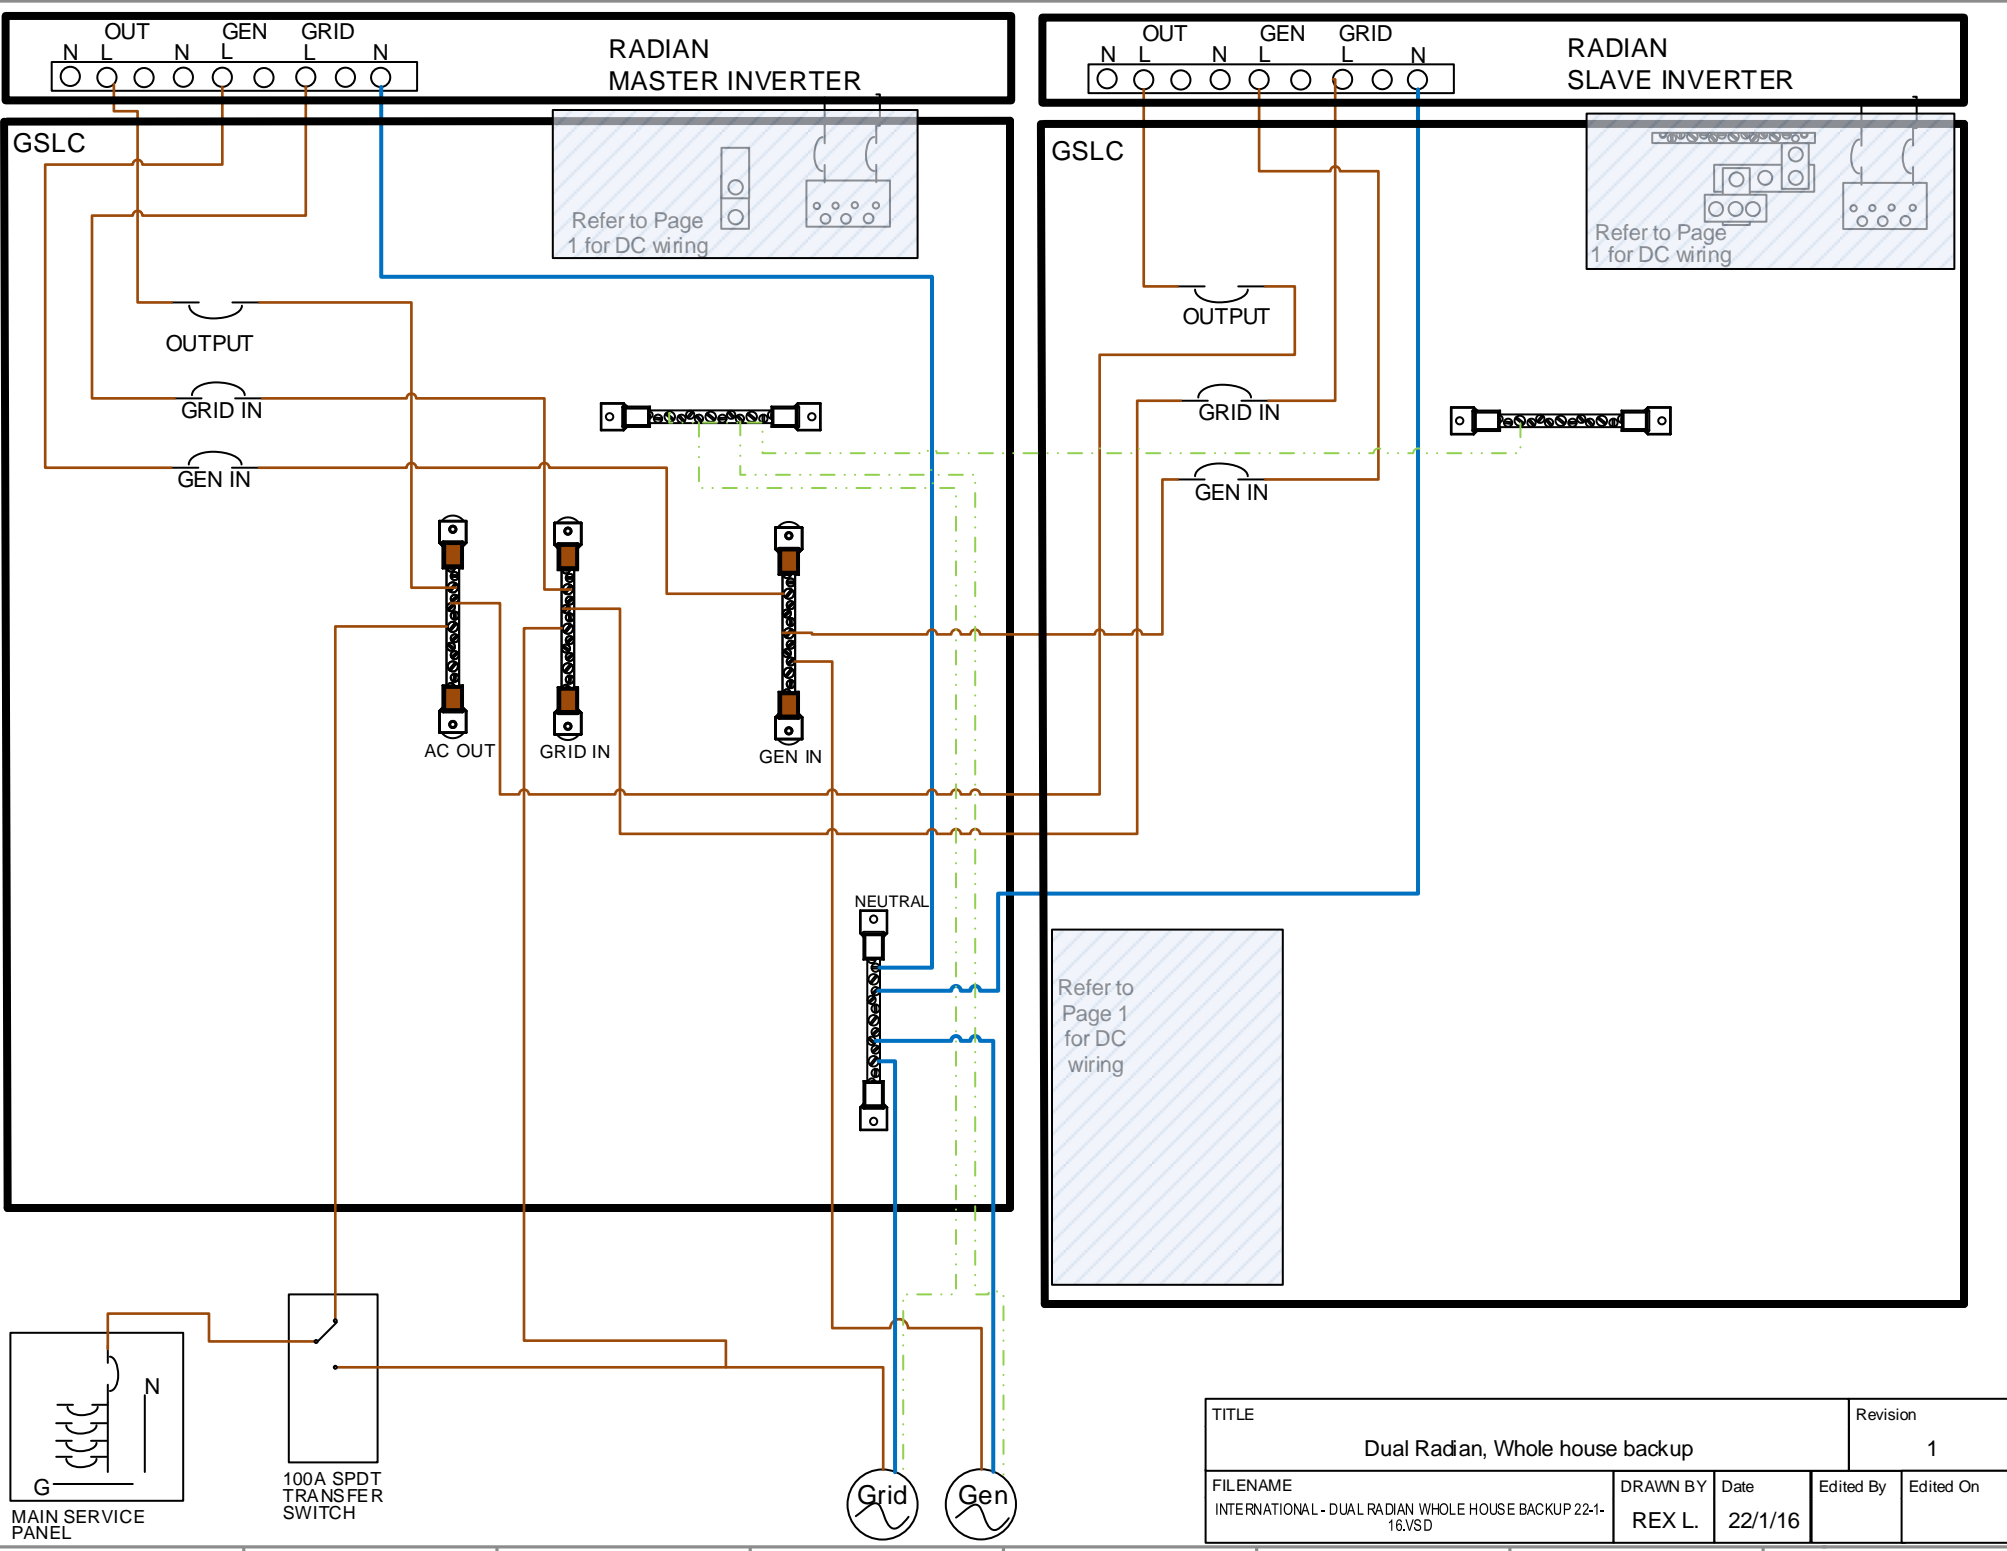 OUT GEN GRID
N L N L L N
RADIAN
MASTER INVERTER
OUT GEN GRID
N L N L L N
RADIAN
SLAVE INVERTER
GSLC
Refer to Page
1 for DC wiring
OUTPUT
GRID IN
GEN IN
AC OUT
GRID IN
GEN IN
NEUTRAL
GSLC
Refer to Page
1 for DC wiring
OUTPUT
GRID IN
GEN IN
Refer to
Page 1
for DC
wiring
N
G
MAIN SERVICE
PANEL
100A SPDT
TRANSFER
SWITCH
Grid
Gen
TITLE
Dual Radian, Whole house backup
Revision
1
FILENAME
INTERNATIONAL - DUAL RADIAN WHOLE HOUSE BACKUP 22-1-
16.VSD
DRAWN BY
REX L.
Date
22/1/16
Edited By
Edited On